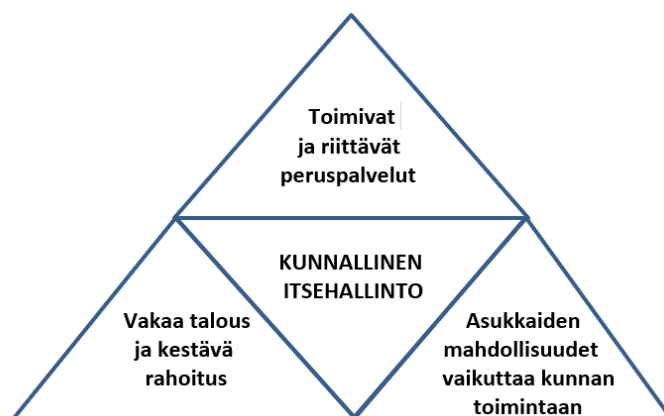 Toimivat
ja riittävät
peruspalvelut
KUNNALLINEN
ITSEHALLINTO
Vakaa talous
ja kestävä
rahoitus
Asukkaiden
mahdollisuudet
vaikuttaa kunnan
toimintaan